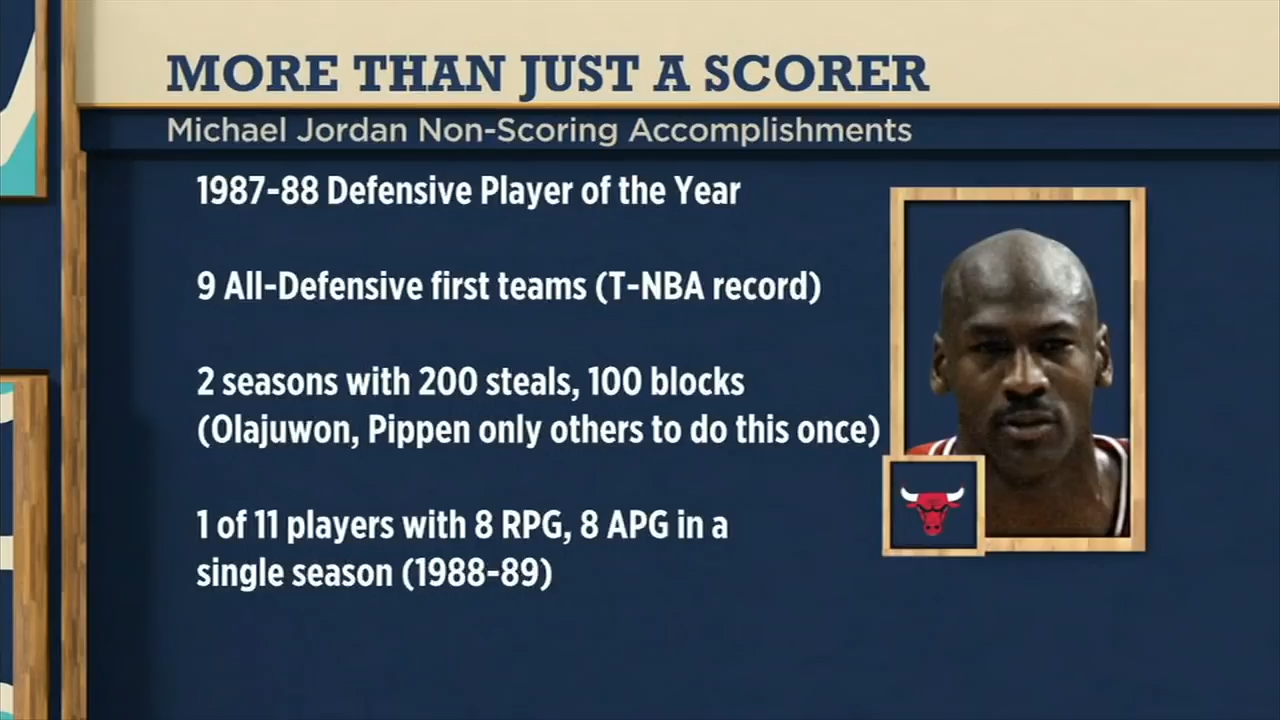 MORE THAN JUST A SCORER
Michael Jordan Non-Scoring Accomplishments
1987-88 Defensive Player of the Year
9 All-Defensive first teams (T-NBA record)
2 seasons with 200 steals, 100 blocks
(Olajuwon, Pippen only others to do this once)
1 of 11 players with 8 RPG, 8 APG in a
single season (1988-89)